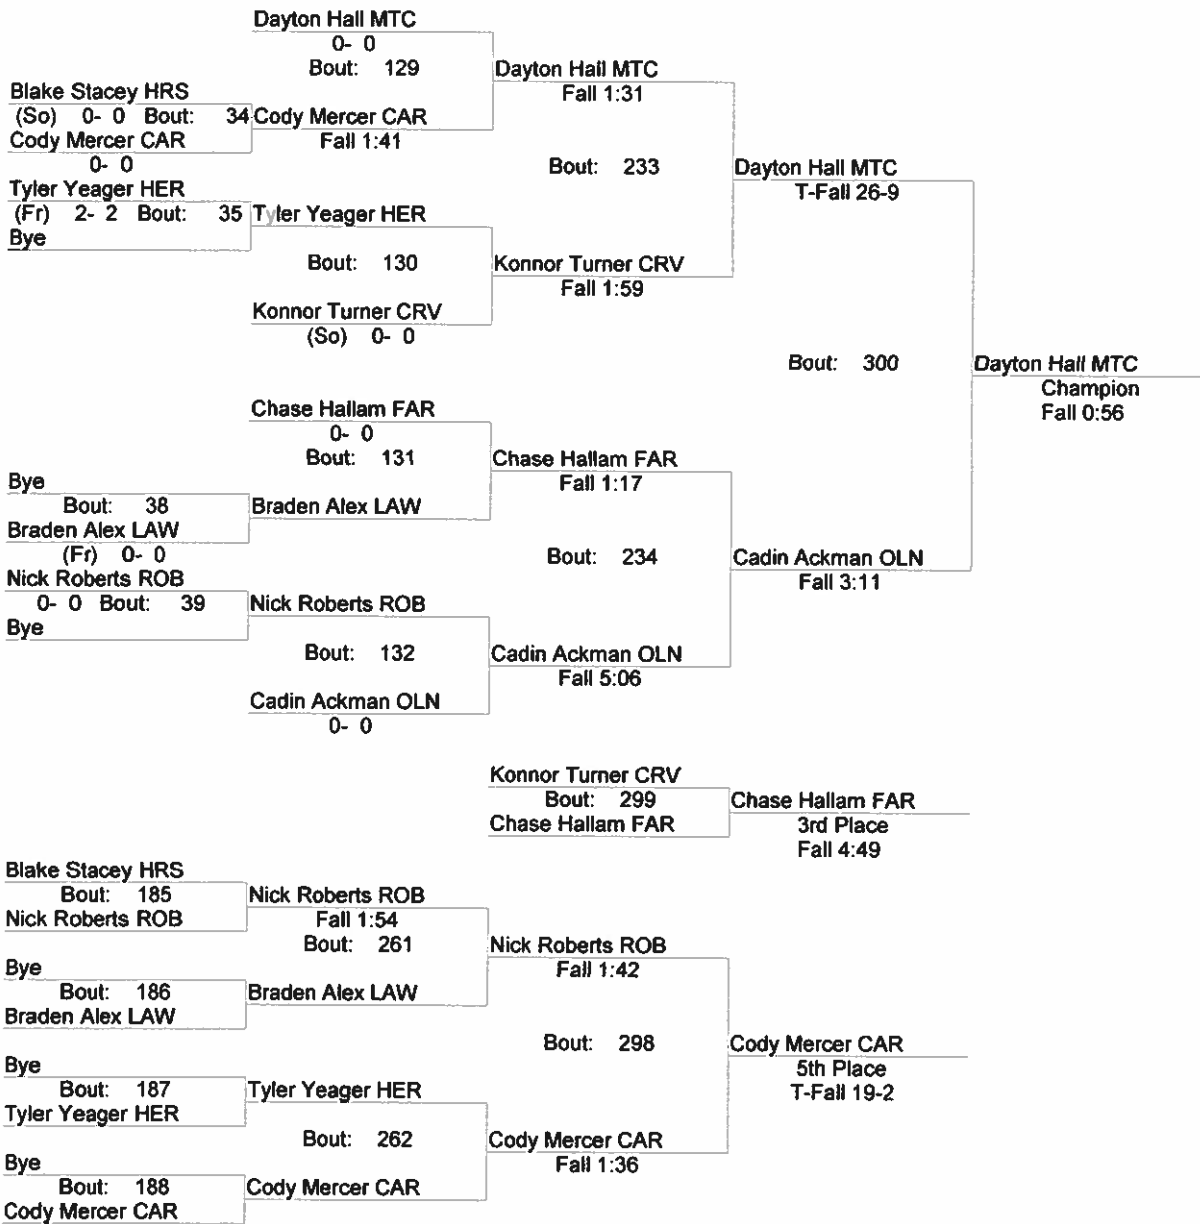 Dayton Hall MTC
0- 0
Bout: 129
Dayton Hall MTC
Fall 1:31
Blake Stacey HRS
(So) 0- 0 Bout: 34
Cody Mercer CAR
Fall 1:41
Cody Mercer CAR
0- 0
Bout: 233
Dayton Hall MTC
T-Fall 26-9
Tyler Yeager HER
(Fr) 2- 2 Bout: 35
Tyler Yeager HER
Bye
Bout: 130
Konnor Turner CRV
Fall 1:59
Konnor Turner CRV
(So) 0- 0
Bout: 300
Dayton Hall MTC
Champion
Fall 0:56
Chase Hallam FAR
0- 0
Bout: 131
Chase Hallam FAR
Fall 1:17
Bye
Bout: 38
Braden Alex LAW
Braden Alex LAW
(Fr) 0- 0
Bout: 234
Cadin Ackman OLN
Fall 3:11
Nick Roberts ROB
0- 0 Bout: 39
Nick Roberts ROB
Bye
Bout: 132
Cadin Ackman OLN
Fall 5:06
Cadin Ackman OLN
0- 0
Konnor Turner CRV
Bout: 299
Chase Hallam FAR
Chase Hallam FAR
3rd Place
Fall 4:49
Blake Stacey HRS
Bout: 185
Nick Roberts ROB
Nick Roberts ROB
Fall 1:54
Bout: 261
Nick Roberts ROB
Fall 1:42
Bye
Bout: 186
Braden Alex LAW
Braden Alex LAW
Bout: 298
Cody Mercer CAR
5th Place
T-Fall 19-2
Bye
Bout: 187
Tyler Yeager HER
Tyler Yeager HER
Bout: 262
Cody Mercer CAR
Fall 1:36
Bye
Bout: 188
Cody Mercer CAR
Cody Mercer CAR